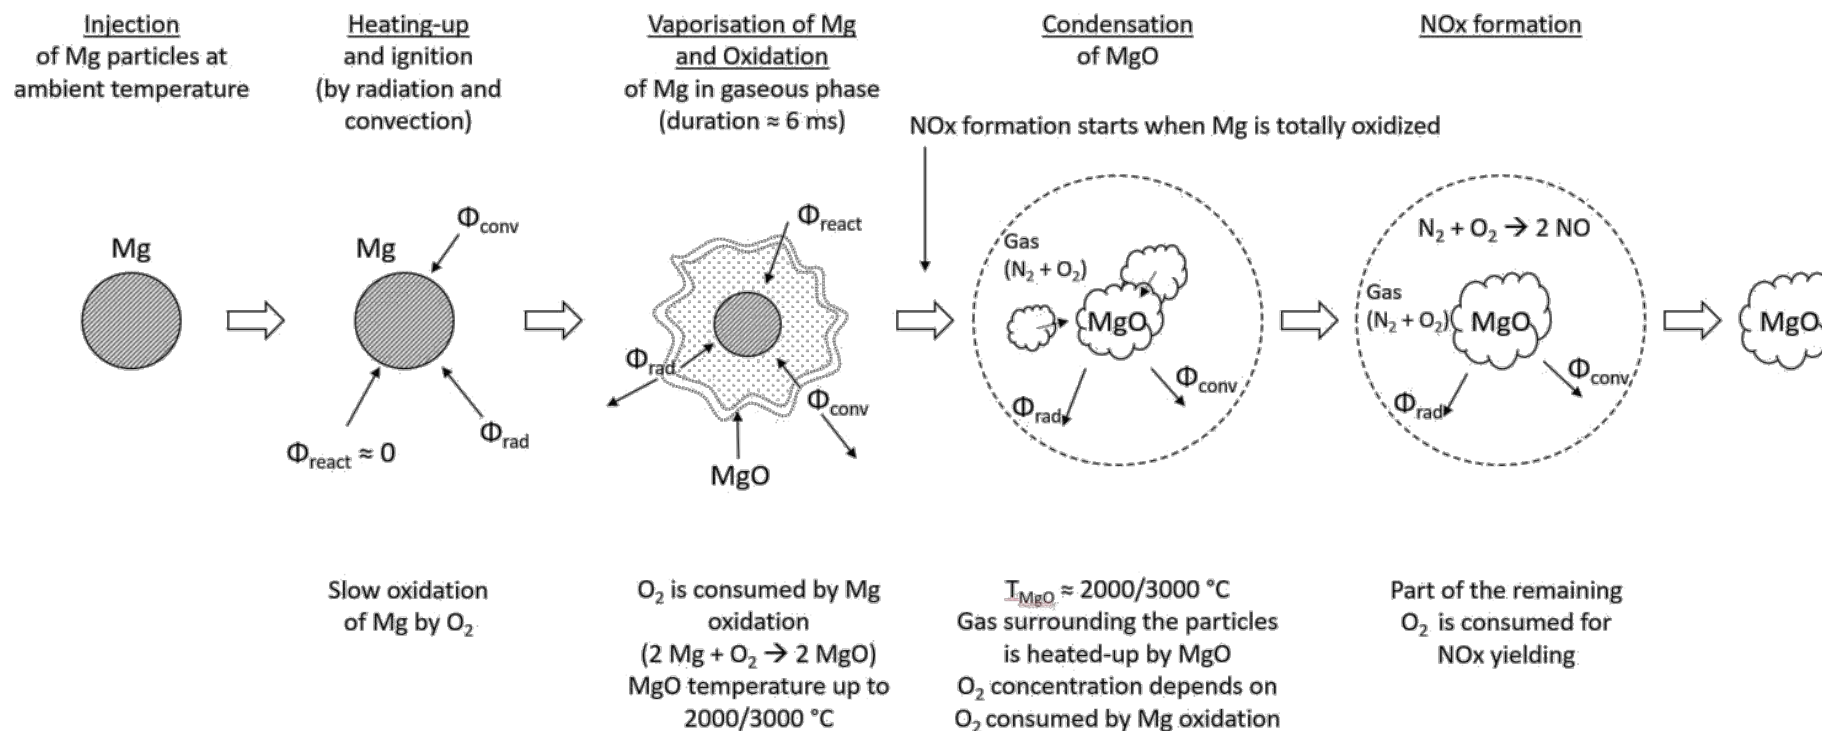 Injection
of Mg particles at
ambient temperature
Heating-up
and ignition
(by radiation and
convection)
Vaporisation of Mg
and Oxidation
of Mg in gaseous phase
(duration ≈ 6 ms)
Condensation
of MgO
NOx formation
NOx formation starts when Mg is totally oxidized
Mg
Mg
Φconv
Φrad
Φreact ≈ 0
Φreact
Φrad
Φconv
MgO
Gas
(N₂ + O₂)
MgO
Φconv
Φrad
N₂ + O₂ → 2 NO
Gas
(N₂ + O₂)
MgO
Φconv
Φrad
MgO
Slow oxidation
of Mg by O₂
O₂ is consumed by Mg
oxidation
(2 Mg + O₂ → 2 MgO)
MgO temperature up to
2000/3000 °C
TMgO ≈ 2000/3000 °C
Gas surrounding the particles
is heated-up by MgO
O₂ concentration depends on
O₂ consumed by Mg oxidation
Part of the remaining
O₂ is consumed for
NOx yielding